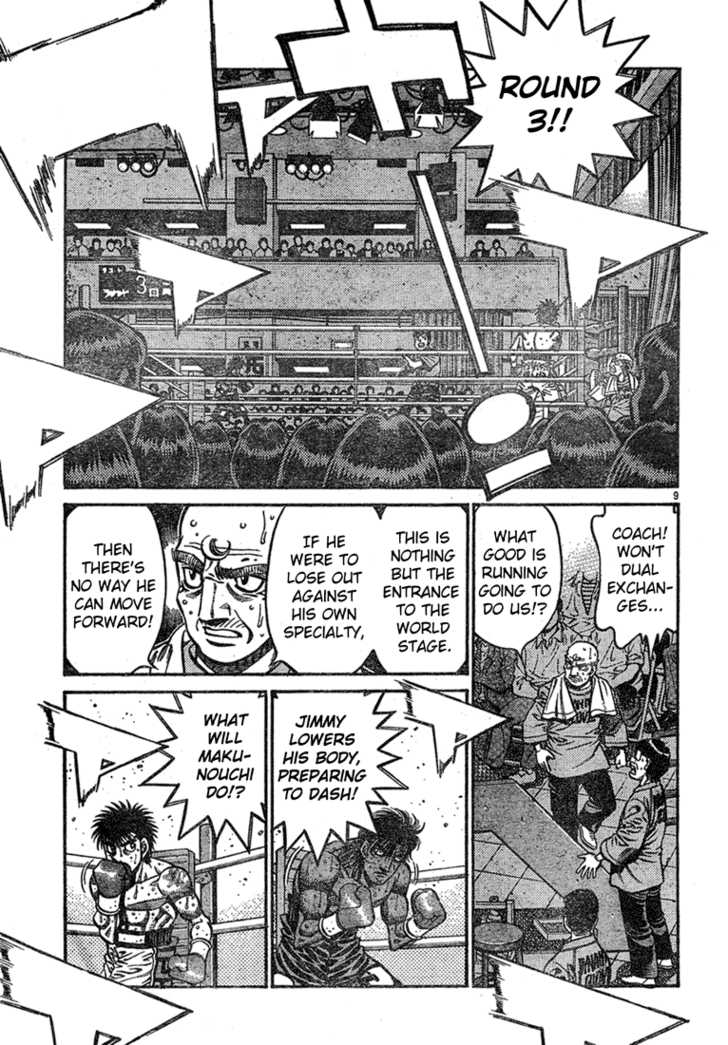 ROUND
3!!
3
9
COACH!
WON'T
DUAL
EXCHAN-
GES...
WHAT
GOOD IS
RUNNING
GOING TO
DO US!?
THIS IS
NOTHING
BUT THE
ENTRANCE
TO THE
WORLD
STAGE.
IF HE
WERE TO
LOSE OUT
AGAINST
HIS OWN
SPECIALTY,
THEN
THERE'S
NO WAY HE
CAN MOVE
FORWARD!
JIMMY
LOWERS
HIS BODY,
PREPARING
TO DASH!
WHAT
WILL
MAKU-
NOUCHI
DO!?